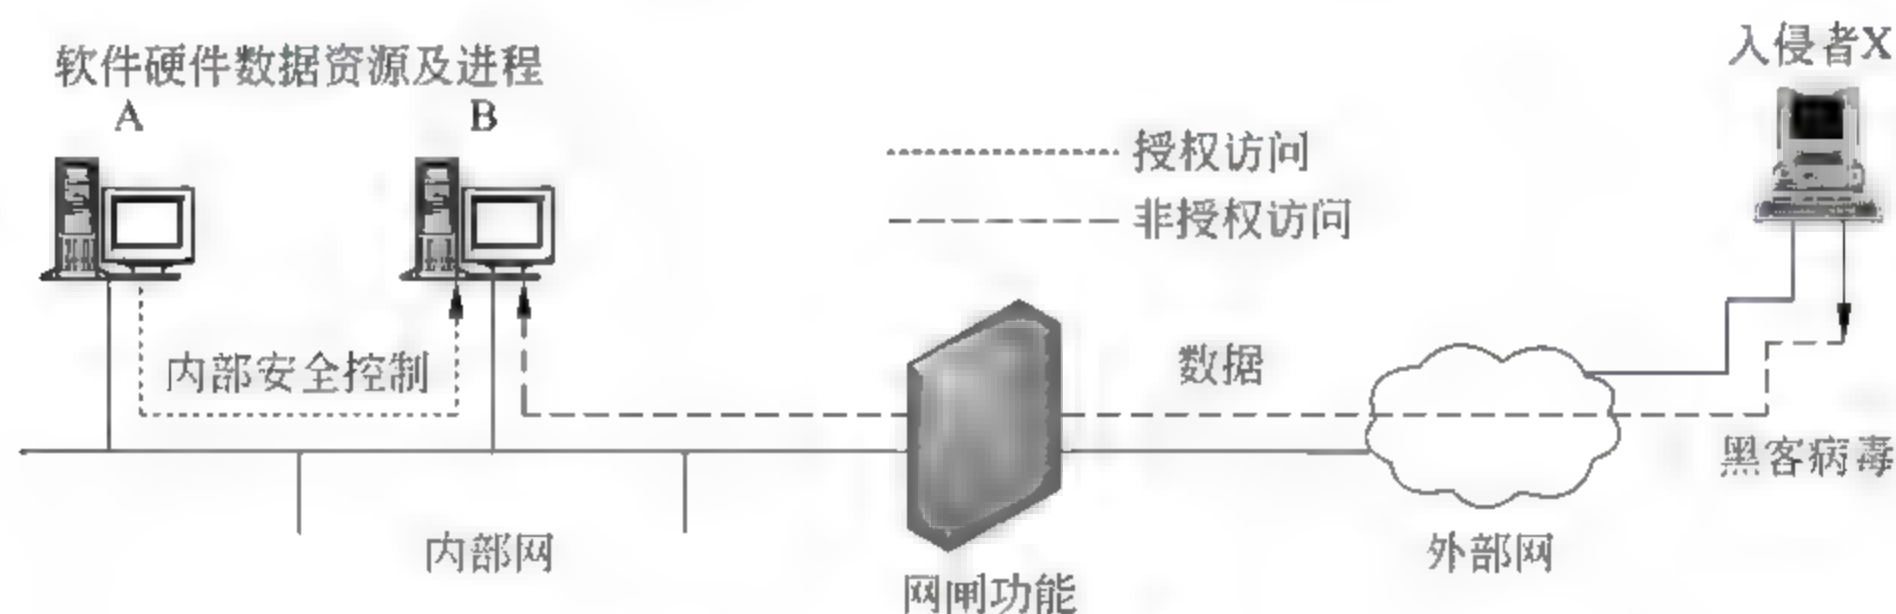 软件硬件数据资源及进程
A
B
入侵者X
授权访问
非授权访问
内部安全控制
数据
黑客病毒
内部网
外部网
网闸功能